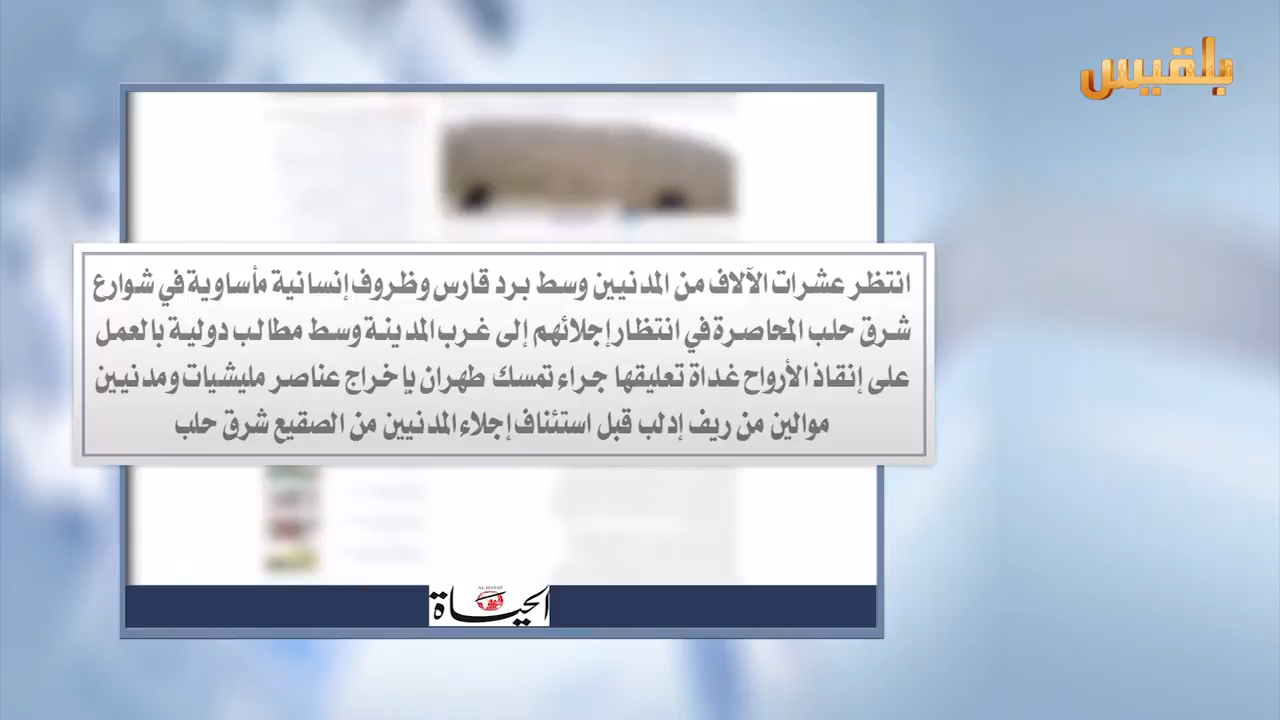 بلقيس
انتظر عشرات الآلاف من المدنيين وسط برد قارس وظروف إنسانية مأساوية في شوارع
شرق حلب المحاصرة في انتظار إجلائهم إلى غرب المدينة وسط مطالب دولية بالعمل
على إنقاذ الأرواح غداة تعليقها جراء تمسك طهران بإخراج عناصر مليشيات ومدنيين
موالين من ريف إدلب قبل استئناف إجلاء المدنيين من الصقيع شرق حلب
AL HAYAT
الحياة